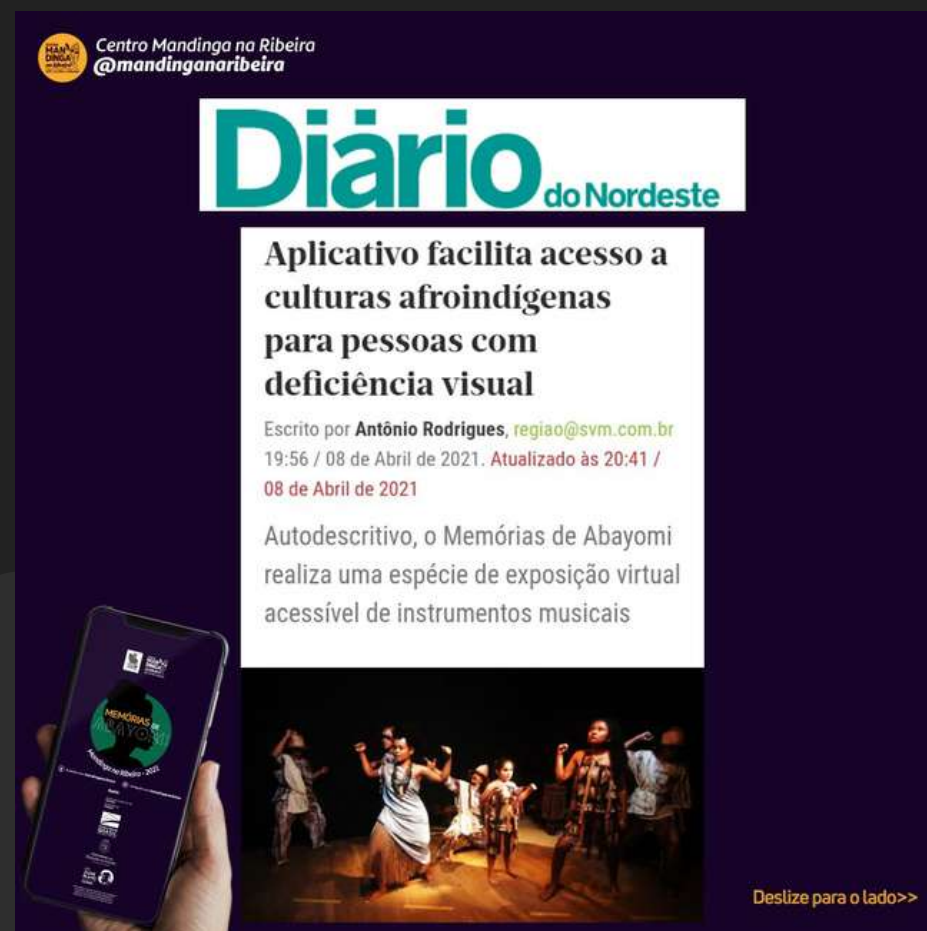 MAN
DINGA
Centro Mandinga na Ribeira
@mandinganaribeira
Diário
do Nordeste
Aplicativo facilita acesso a
culturas afroindígenas
para pessoas com
deficiência visual
Escrito por Antônio Rodrigues, regiao@svm.com.br
19:56 / 08 de Abril de 2021. Atualizado às 20:41 /
08 de Abril de 2021
Autodescritivo, o Memórias de Abayomi
realiza uma espécie de exposição virtual
acessível de instrumentos musicais
MEMÓRIAS DE
ABAYOMI
Mandinga na Ribeira - 2021
Deslize para o lado>>